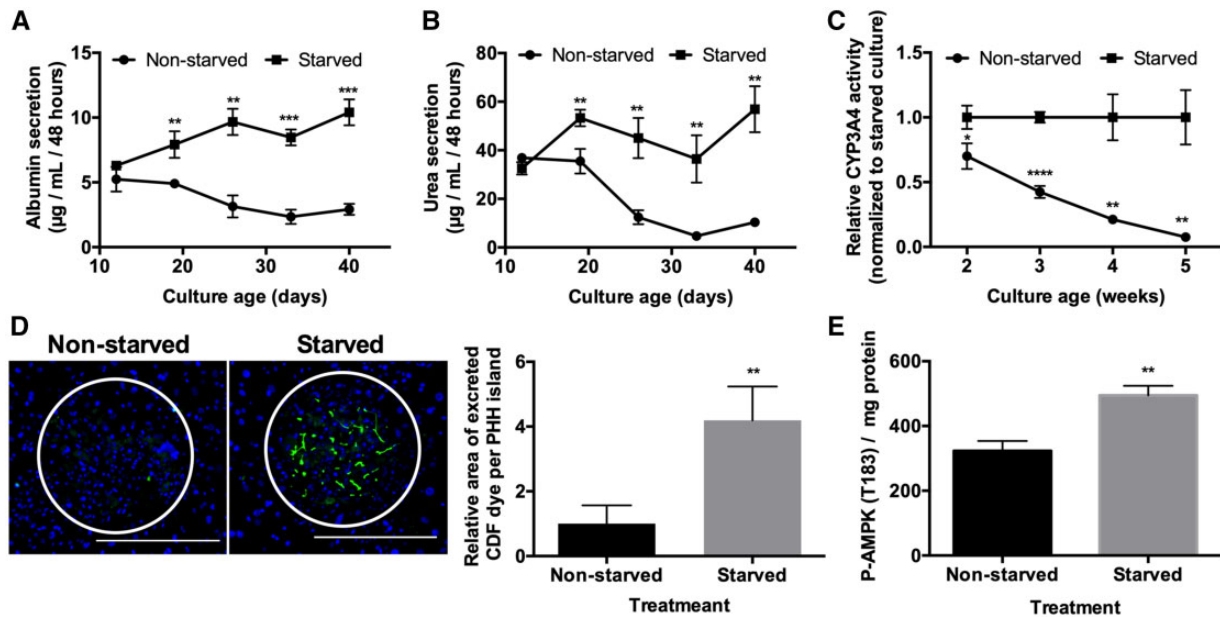 A
Non-starved
Starved
Albumin secretion
(µg / mL / 48 hours)
15
10
5
0
**
**
***
***
10
20
30
40
Culture age (days)
B
Non-starved
Starved
Urea secretion
(µg / mL / 48 hours)
80
60
40
20
0
**
**
**
**
10
20
30
40
Culture age (days)
C
Non-starved
Starved
Relative CYP3A4 activity
(normalized to starved culture)
1.5
1.0
0.5
0.0
*
****
**
**
2
3
4
5
Culture age (weeks)
D
Non-starved
Starved
Relative area of excreted
CDF dye per PHH island
6
4
2
0
**
Non-starved
Starved
Treatmeant
E
P-AMPK (T183) / mg protein
600
400
200
0
**
Non-starved
Starved
Treatment